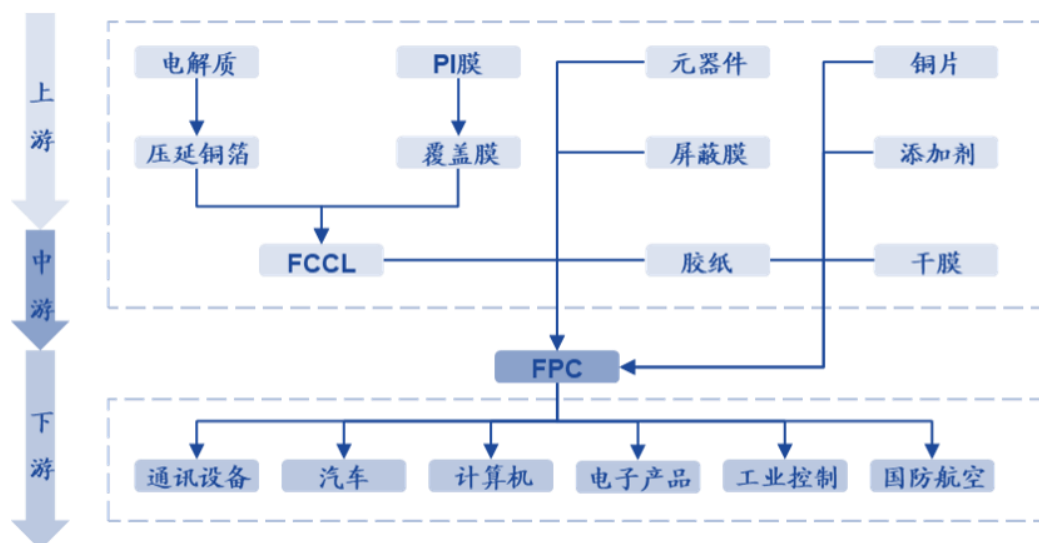 上游
中游
下游
电解质
PI膜
元器件
铜片
压延铜箔
覆盖膜
屏蔽膜
添加剂
FCCL
胶纸
干膜
FPC
通讯设备
汽车
计算机
电子产品
工业控制
国防航空